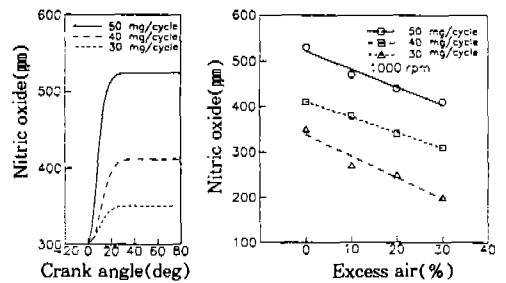 600
50 mg/cycle
40 mg/cycle
30 mg/cycle
500
400
300
Nitric oxide(ppm)
-20 0 20 40 60 80
Crank angle(deg)
600
50 mg/cycle
40 mg/cycle
30 mg/cycle
1000 rpm
500
400
300
200
100
Nitric oxide(ppm)
0 10 20 30 40
Excess air(%)